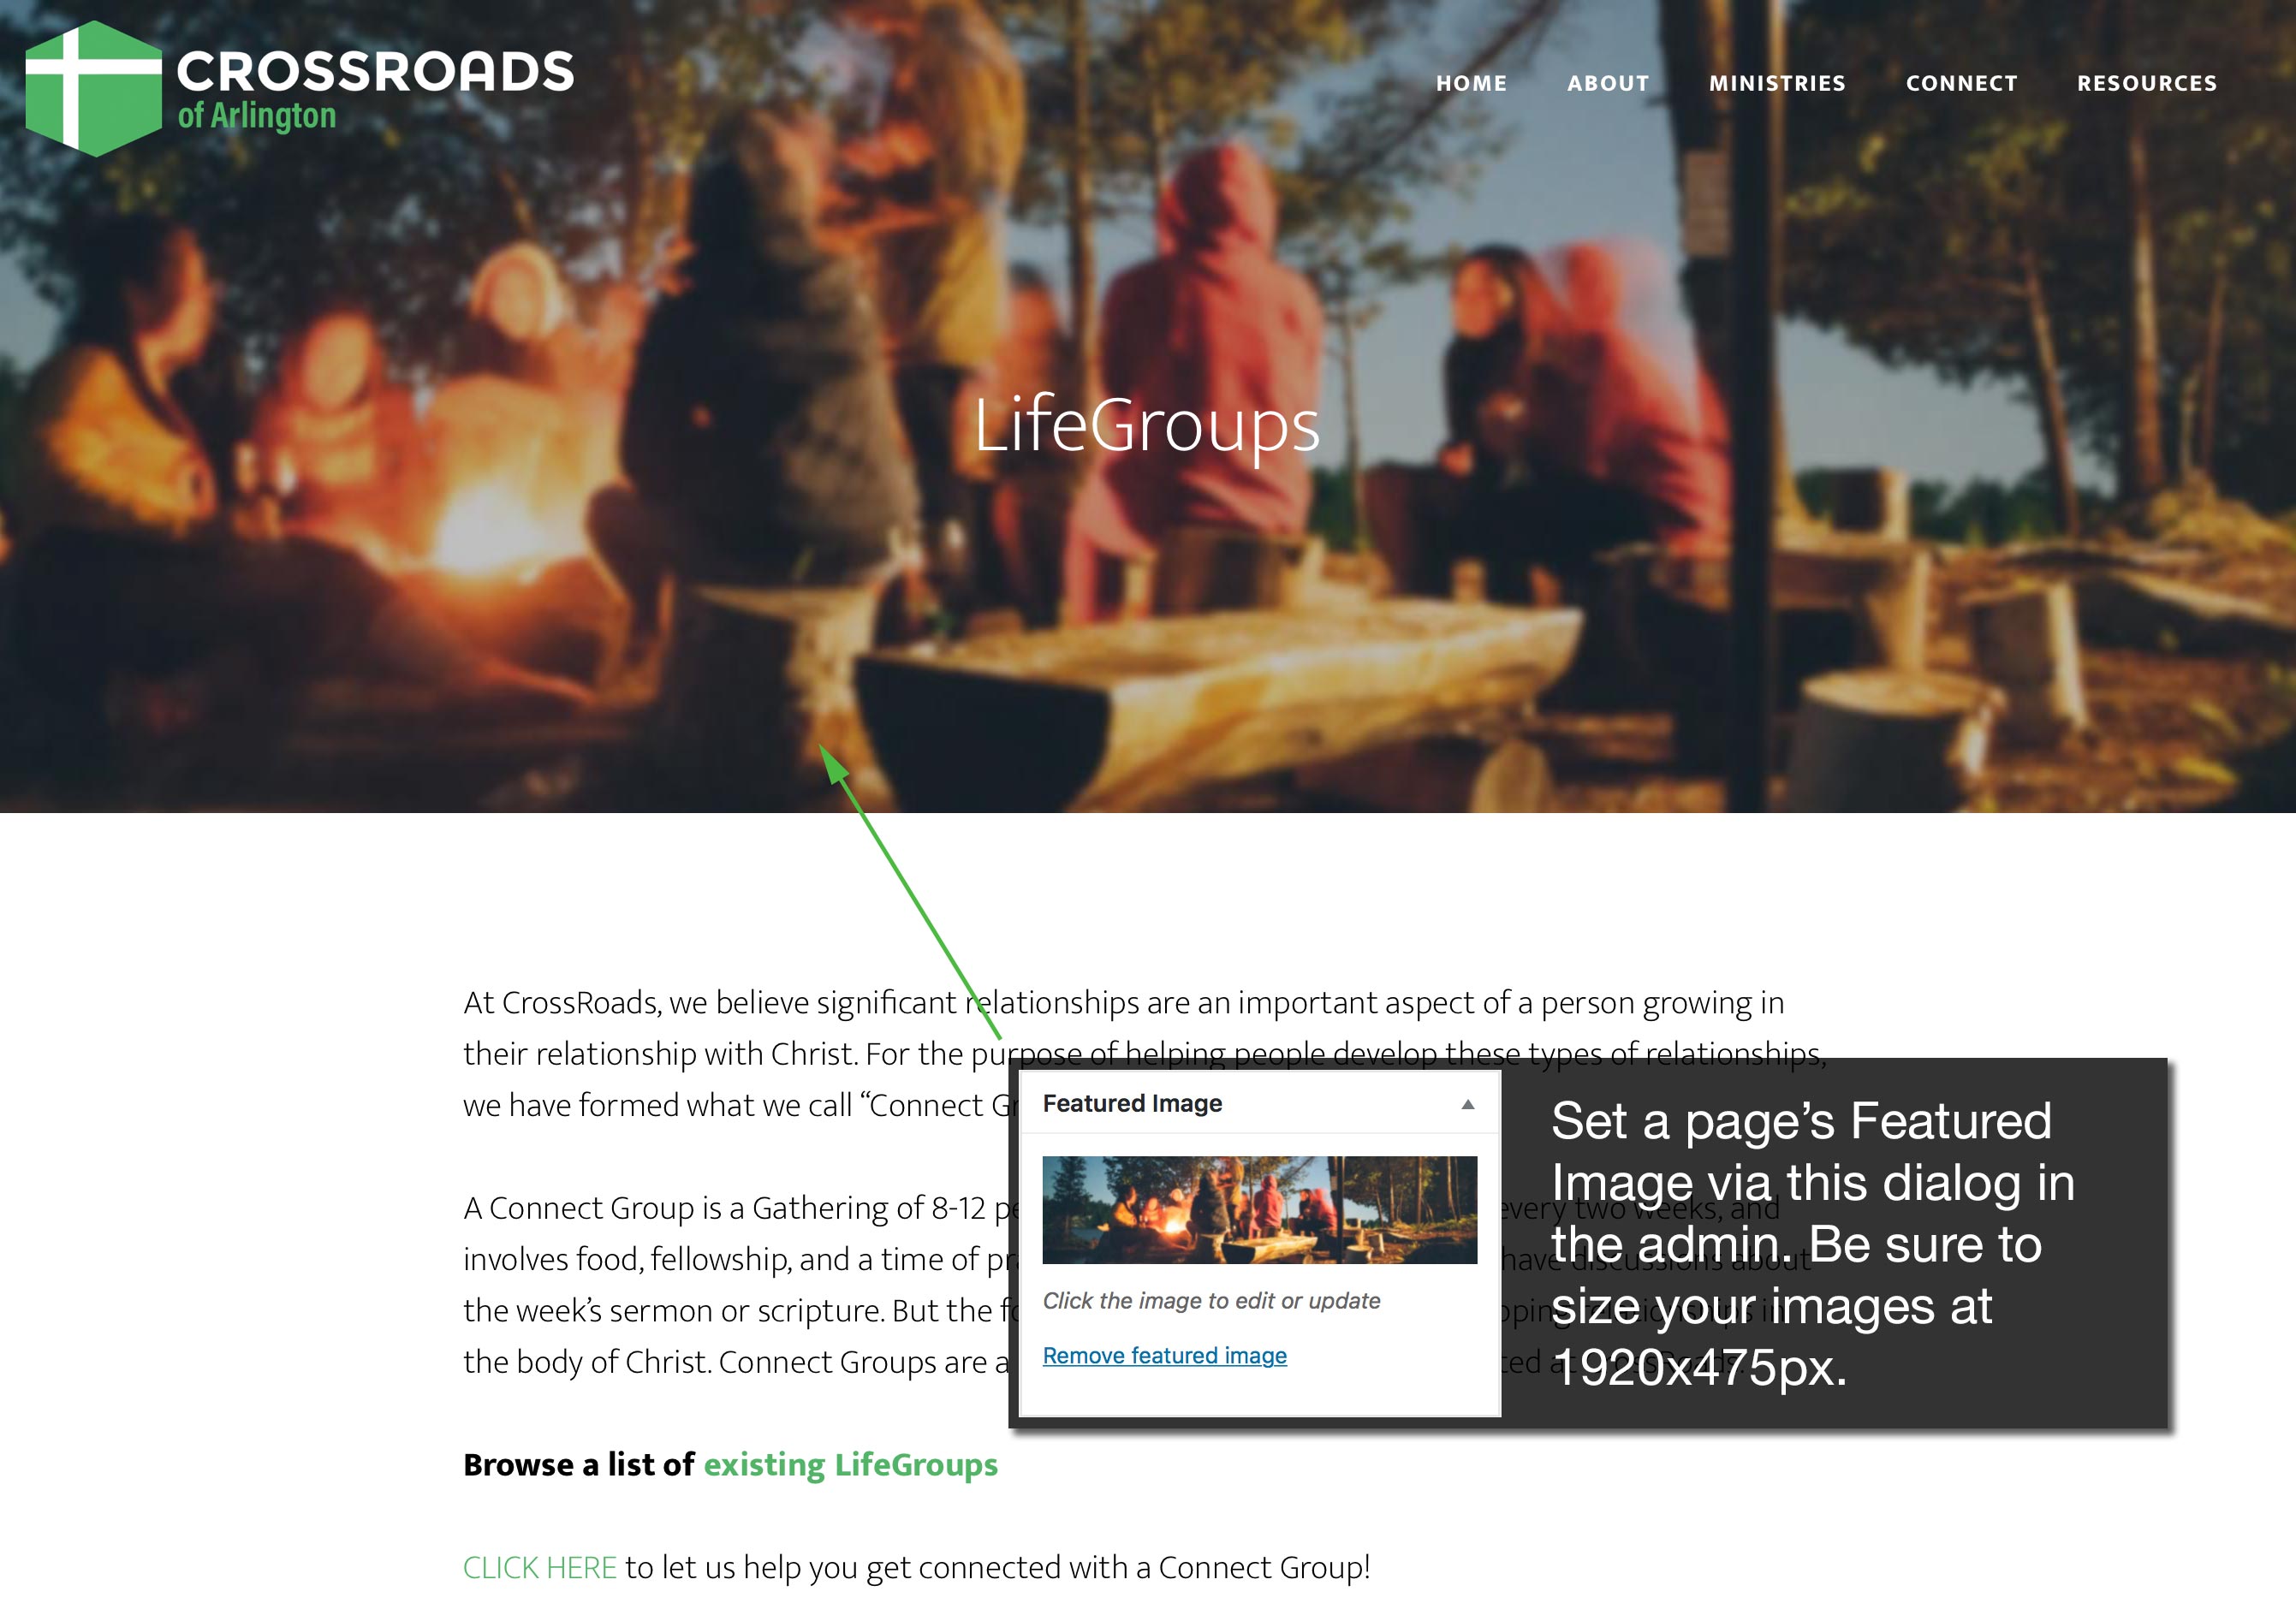 CROSSROADS
of Arlington
HOME ABOUT MINISTRIES CONNECT RESOURCES
LifeGroups
At CrossRoads, we believe significant relationships are an important aspect of a person growing in
their relationship with Christ. For the purpose of helping people develop these types of relationships,
we have formed what we call “Connect
A Connect Group is a Gathering of 8-12
every two weeks, and
involves food, fellowship, and a time of
have discussions about
the week’s sermon or scripture. But the
relationships in
the body of Christ. Connect Groups are a
at CrossRoads.
Featured Image
Click the image to edit or update
Remove featured image
Set a page’s Featured
Image via this dialog in
the admin. Be sure to
size your images at
1920x475px.
Browse a list of existing LifeGroups
CLICK HERE to let us help you get connected with a Connect Group!